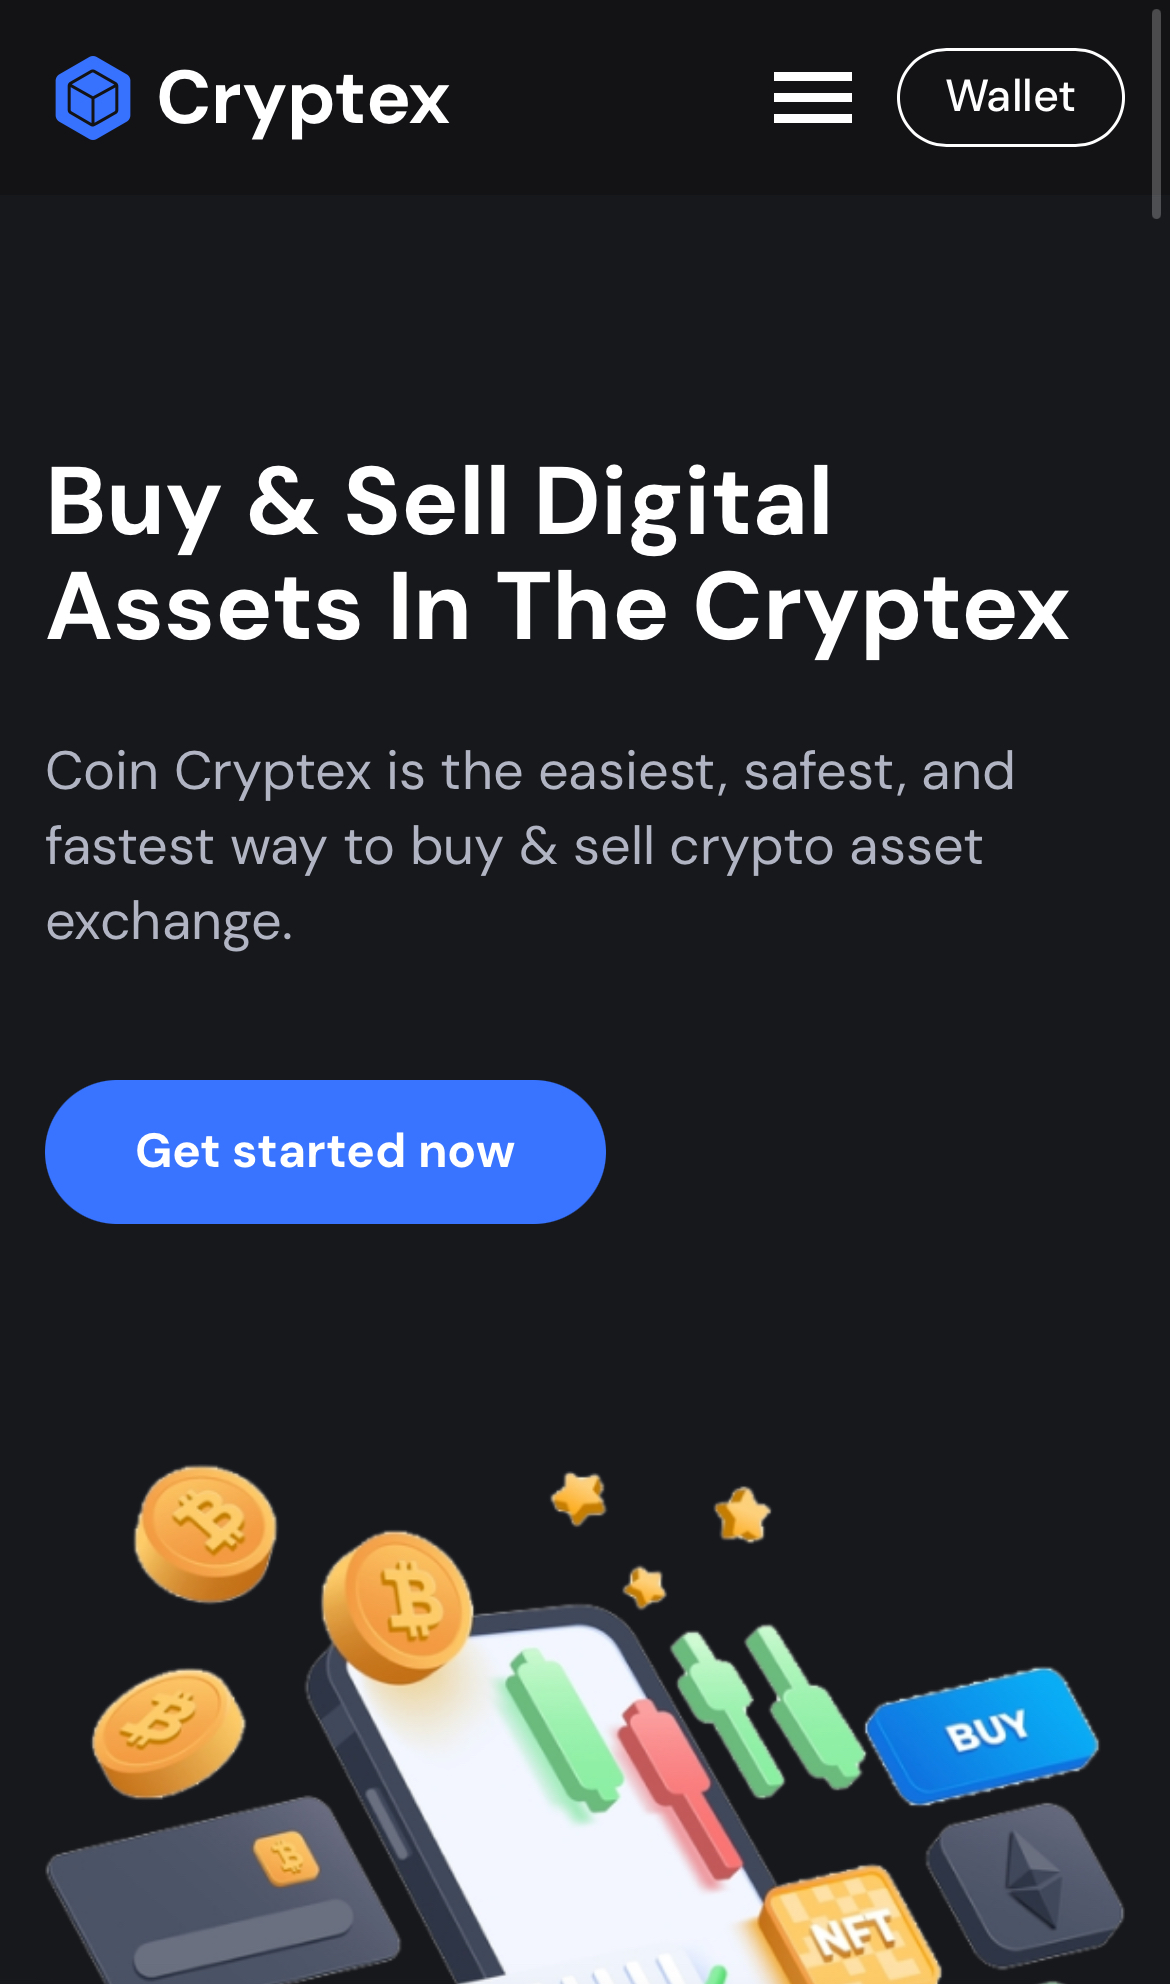 Cryptex
Wallet
Buy & Sell Digital
Assets In The Cryptex
Coin Cryptex is the easiest, safest, and
fastest way to buy & sell crypto asset
exchange.
Get started now
BUY
NFT